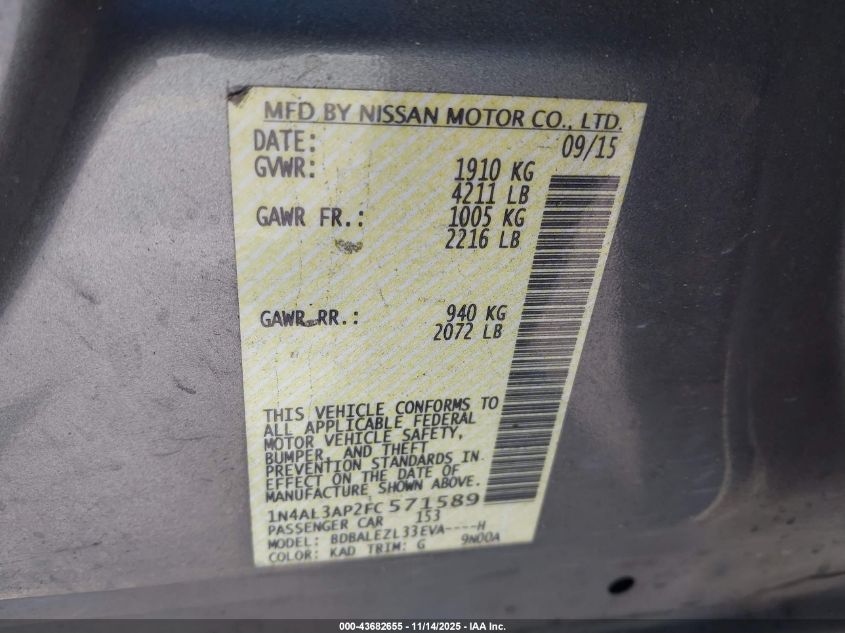 MFD BY NISSAN MOTOR CO., LTD.
DATE: 09/15
GVWR: 1910 KG
4211 LB
GAWR FR.: 1005 KG
2216 LB
GAWR RR.: 940 KG
2072 LB
THIS VEHICLE CONFORMS TO
ALL APPLICABLE FEDERAL
MOTOR VEHICLE SAFETY,
BUMPER, AND THEFT
PREVENTION STANDARDS IN
EFFECT ON THE DATE OF
MANUFACTURE SHOWN ABOVE.
1N4AL3AP2FC571589
PASSENGER CAR 153
MODEL: BDBALEZL33EVA----H
COLOR: KAD TRIM: G 9N00A
000-43682655 - 11/14/2025 - IAA Inc.